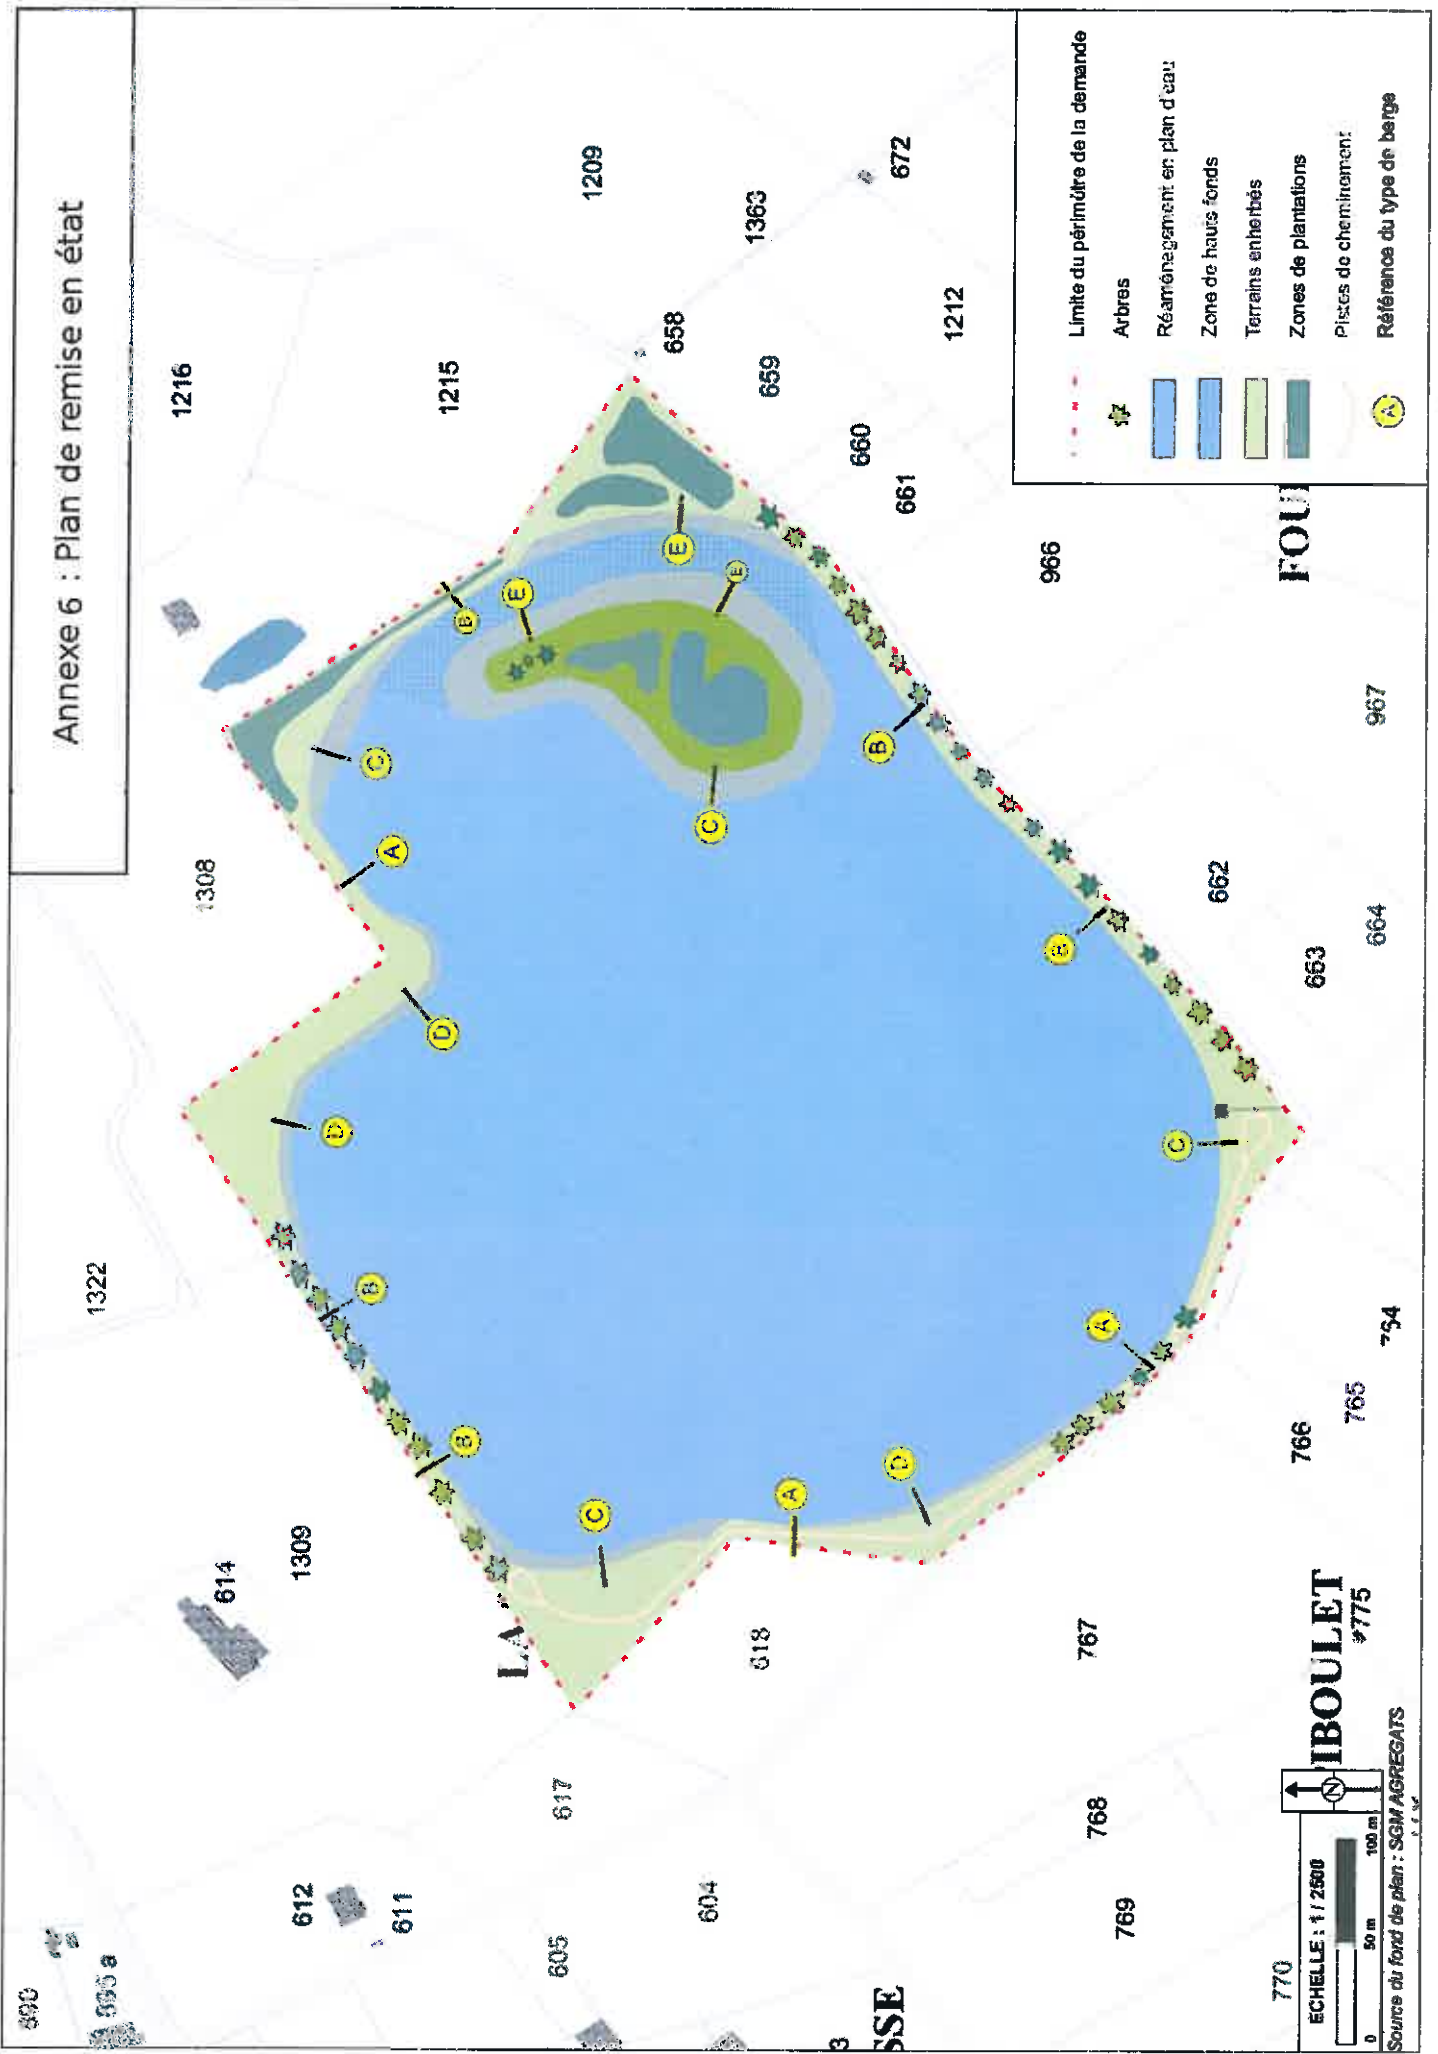 Annexe 6 : Plan de remise en état
1216
1215
1209
1363
672
658
659
1212
660
661
966
967
1308
1322
662
663
664
1309
614
LA
618
617
612
611
605
604
767
768
769
770
766
765
764
775
FOU
IBOULET
SSE
E
E
E
B
C
A
D
D
B
B
C
A
D
A
C
B
B
C
Limite du périmètre de la demande
Arbres
Réaménagement en plan d'eau
Zone de hauts fonds
Terrains enherbés
Zones de plantations
Pistes de cheminement
A Référence du type de berge
N
ECHELLE : 1 / 2500
0 50 m 100 m
Source du fond de plan : SGM AGREGATS